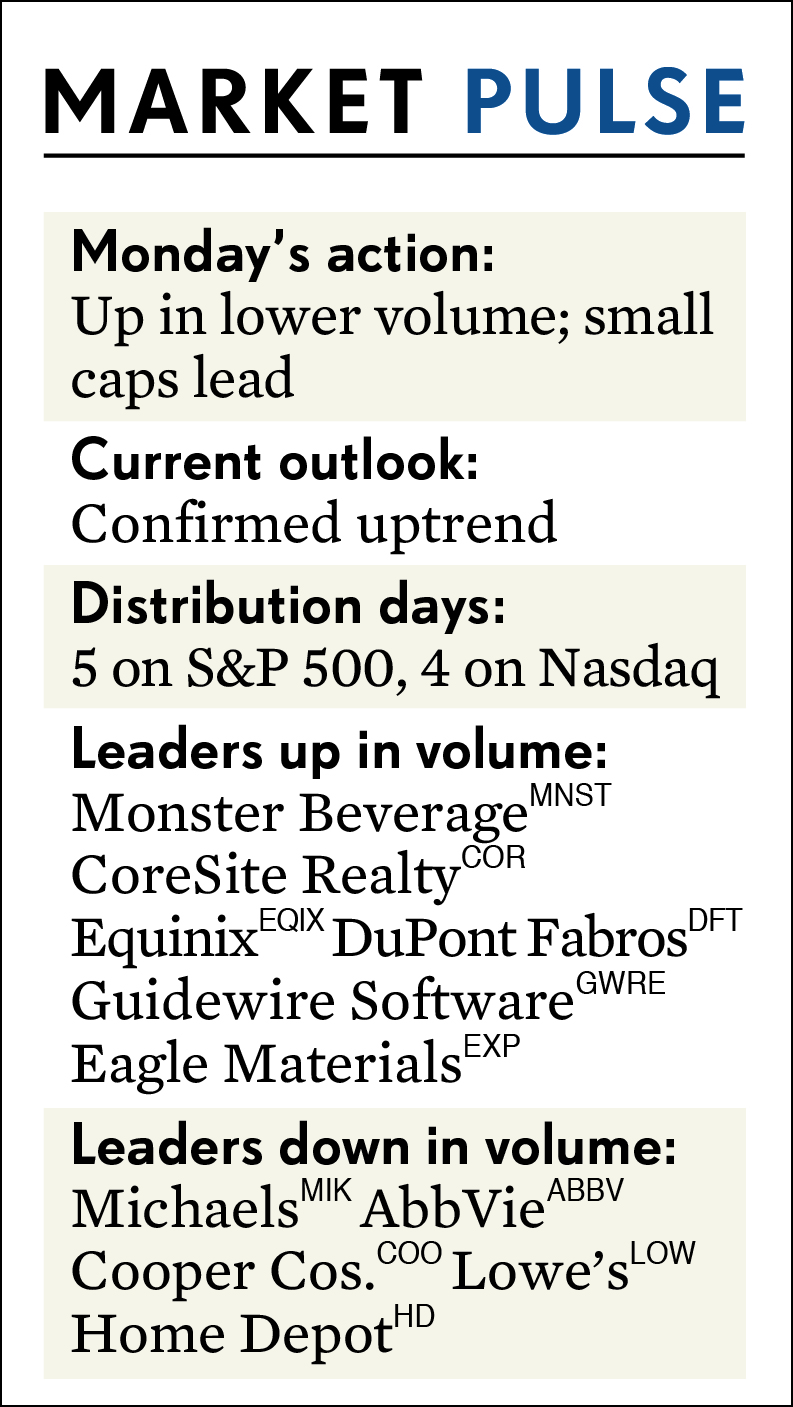 MARKET PULSE
Monday’s action:
Up in lower volume; small
caps lead
Current outlook:
Confirmed uptrend
Distribution days:
5 on S&P 500, 4 on Nasdaq
Leaders up in volume:
Monster Beverage MNST
CoreSite Realty COR
Equinix EQIX DuPont Fabros DFT
Guidewire Software GWRE
Eagle Materials EXP
Leaders down in volume:
Michaels MIK AbbVie ABBV
Cooper Cos. COO Lowe’s LOW
Home Depot HD